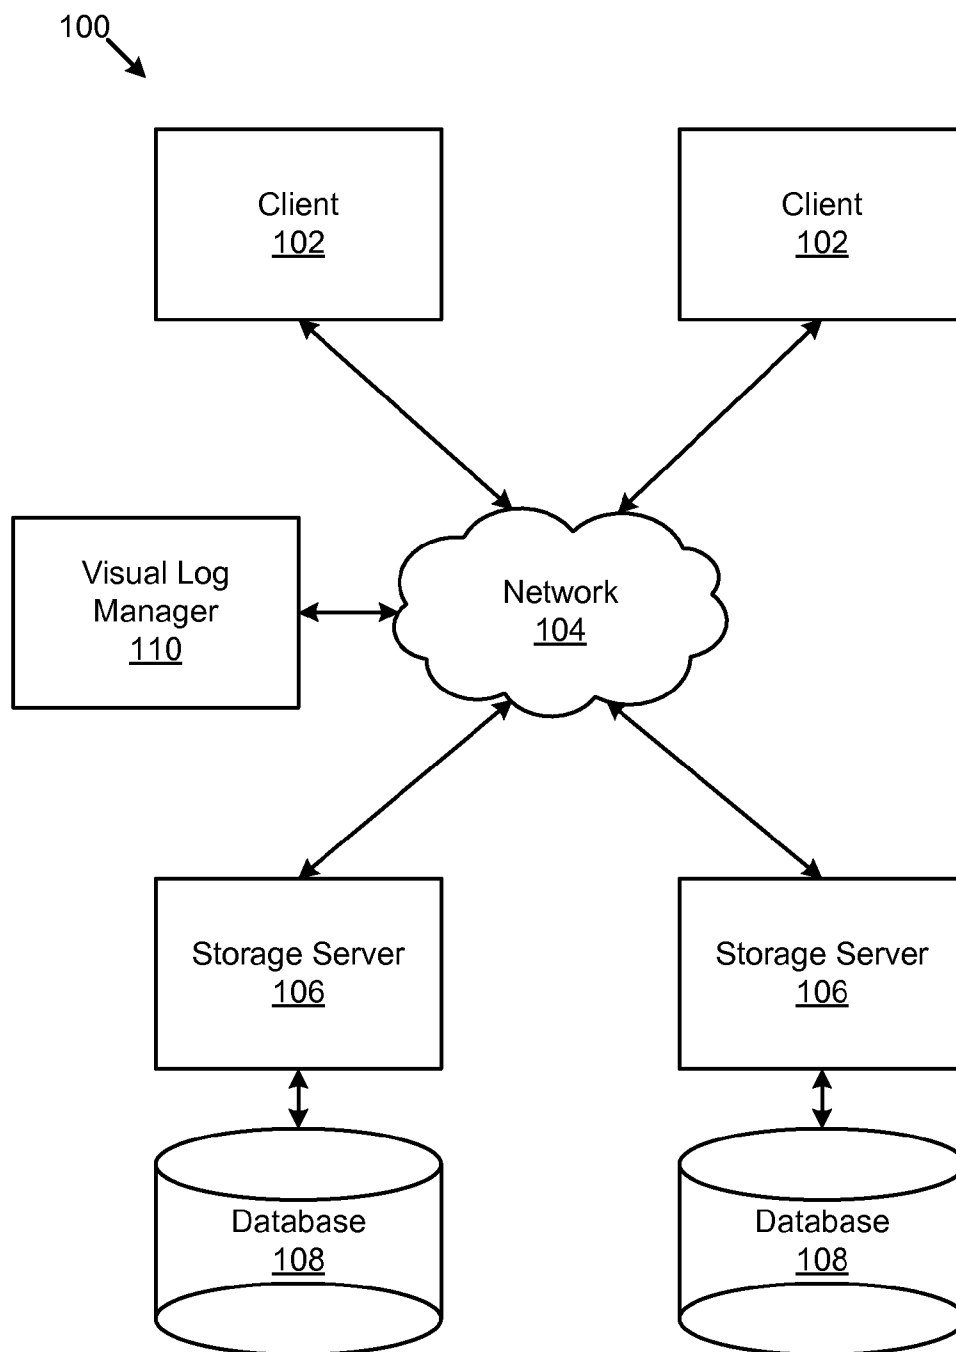 100
Client
102
Client
102
Visual Log
Manager
110
Network
104
Storage Server
106
Storage Server
106
Database
108
Database
108